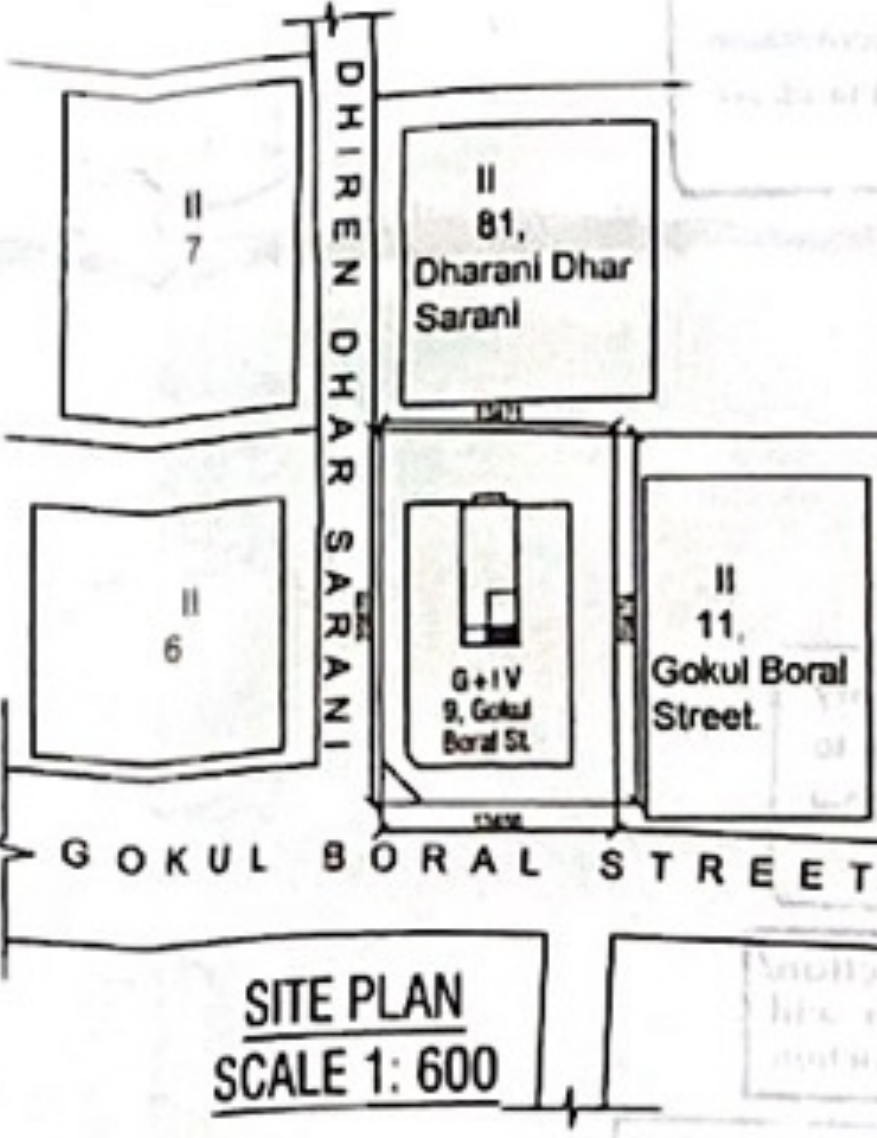 DHIREN DHAR SARANI
II
7
II
81,
Dharani Dhar
Sarani
13471
II
6
G+IV
9, Gokul
Boral St.
II
11,
Gokul Boral
Street.
GOKUL BORAL STREET
SITE PLAN
SCALE 1: 600